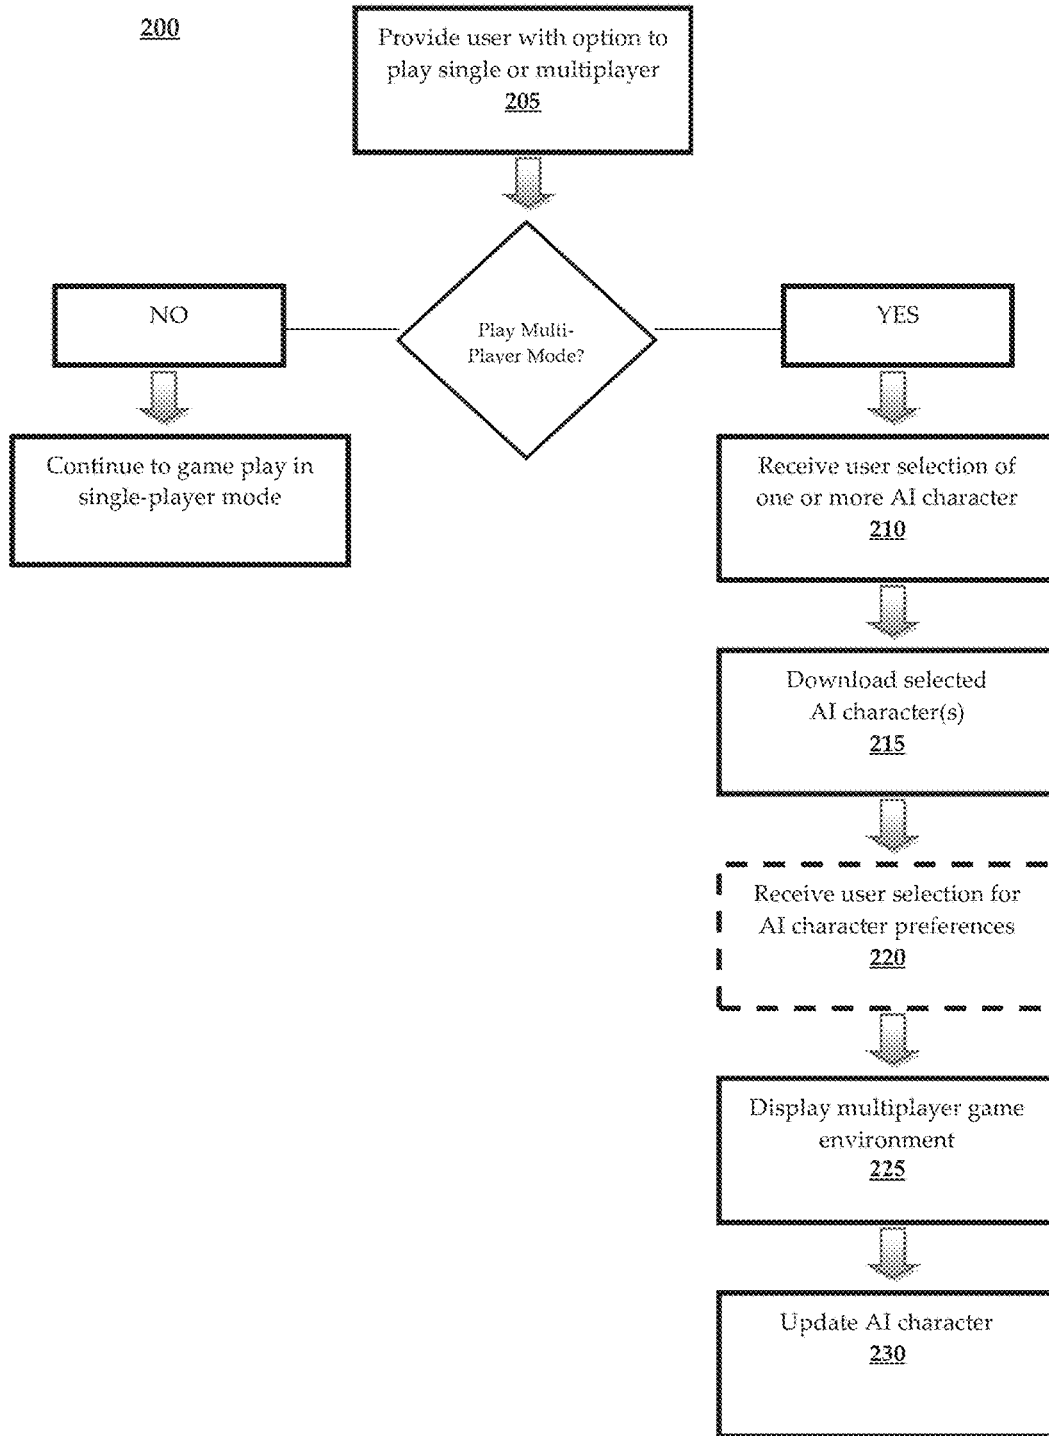 200
Provide user with option to
play single or multiplayer
205
Play Multi-
Player Mode?
NO
YES
Continue to game play in
single-player mode
Receive user selection of
one or more AI character
210
Download selected
AI character(s)
215
Receive user selection for
AI character preferences
220
Display multiplayer game
environment
225
Update AI character
230